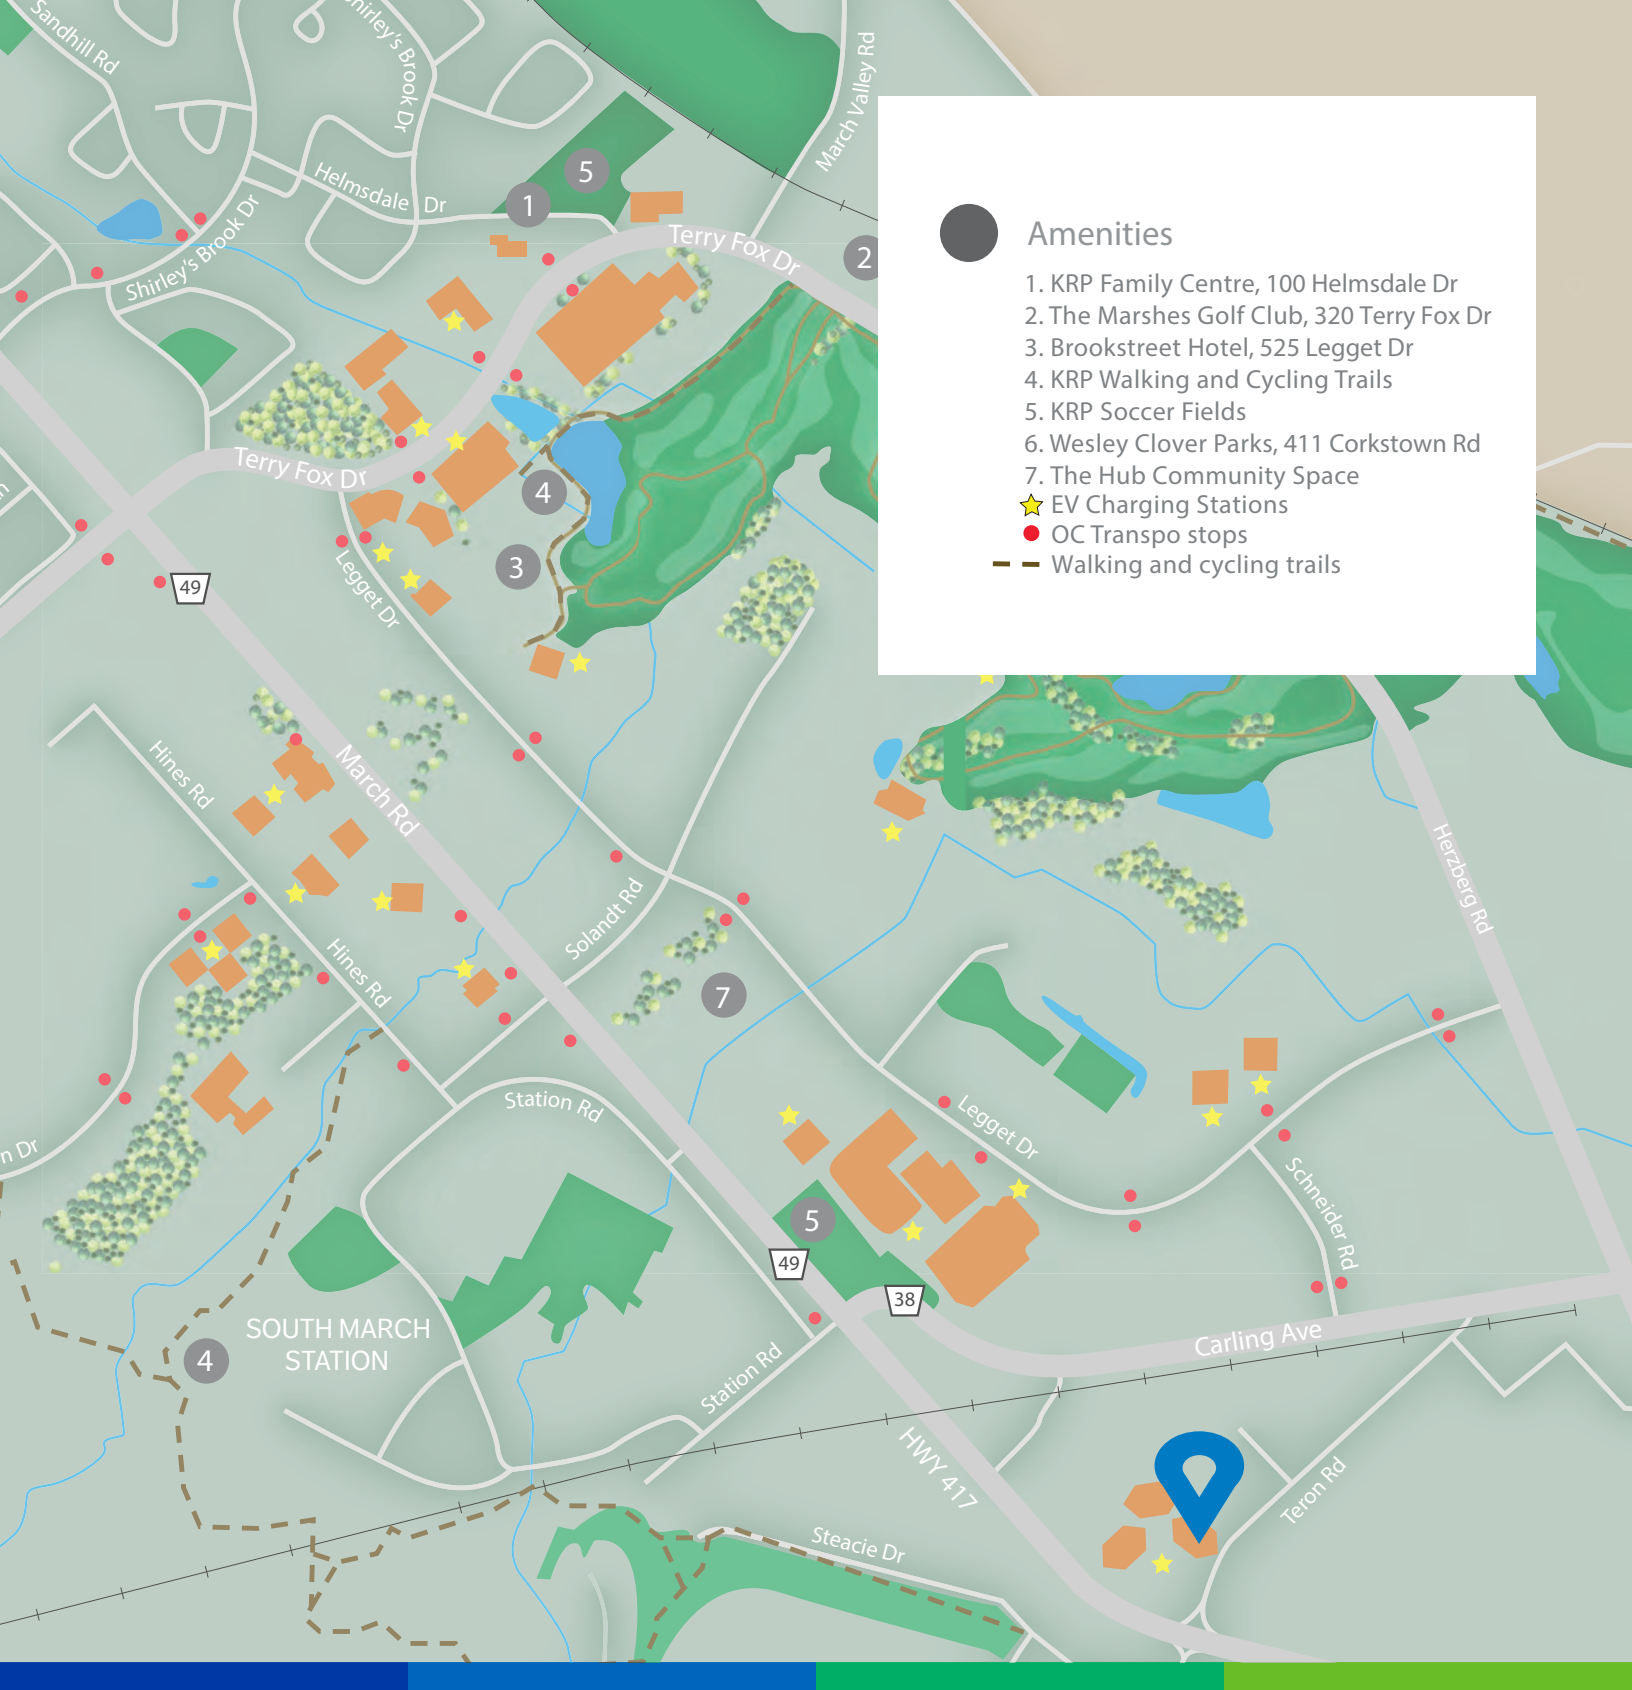 Sandhill Rd
Shirley's Brook Dr
March Valley Rd
Helmsdale Dr
5
1
Shirley's Brook Dr
Terry Fox Dr
2
Amenities
1. KRP Family Centre, 100 Helmsdale Dr
2. The Marshes Golf Club, 320 Terry Fox Dr
3. Brookstreet Hotel, 525 Legget Dr
4. KRP Walking and Cycling Trails
5. KRP Soccer Fields
6. Wesley Clover Parks, 411 Corkstown Rd
7. The Hub Community Space
EV Charging Stations
OC Transpo stops
Walking and cycling trails
Terry Fox Dr
4
3
49
Legget Dr
Hines Rd
March Rd
Herzberg Rd
Solandt Rd
Hines Rd
7
Station Rd
Legget Dr
n Dr
Schneider Rd
5
49
38
SOUTH MARCH
STATION
4
Carling Ave
Station Rd
HWY 417
Teron Rd
Steacie Dr